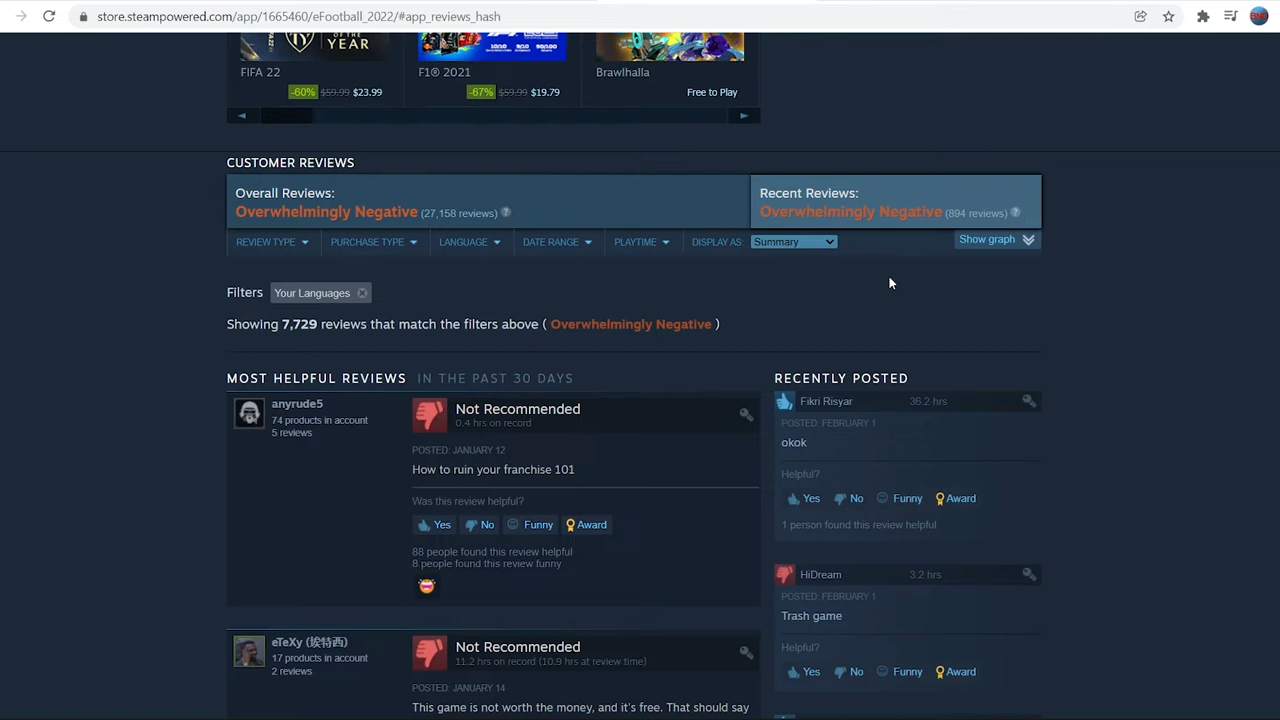 store.steampowered.com/app/1665460/eFootball_2022/#app_reviews_hash
OF THE
YEAR
FIFA 22
-60% $59.99 $23.99
F1® 2021
-67% $59.99 $19.79
Brawlhalla
Free to Play
CUSTOMER REVIEWS
Overall Reviews:
Overwhelmingly Negative (27,158 reviews) ?
Recent Reviews:
Overwhelmingly Negative (894 reviews) ?
REVIEW TYPE PURCHASE TYPE LANGUAGE DATE RANGE PLAYTIME DISPLAY AS: Summary Show graph
Filters Your Languages
Showing 7,729 reviews that match the filters above ( Overwhelmingly Negative )
MOST HELPFUL REVIEWS IN THE PAST 30 DAYS
anyrude5
74 products in account
5 reviews
Not Recommended
0.4 hrs on record
POSTED: JANUARY 12
How to ruin your franchise 101
Was this review helpful?
Yes No Funny Award
88 people found this review helpful
8 people found this review funny
eTeXy (埃特西)
17 products in account
2 reviews
Not Recommended
11.2 hrs on record (10.9 hrs at review time)
POSTED: JANUARY 14
This game is not worth the money, and it's free. That should say
RECENTLY POSTED
Fikri Risyar 36.2 hrs
POSTED: FEBRUARY 1
okok
Helpful?
Yes No Funny Award
1 person found this review helpful
HiDream 3.2 hrs
POSTED: FEBRUARY 1
Trash game
Helpful?
Yes No Funny Award